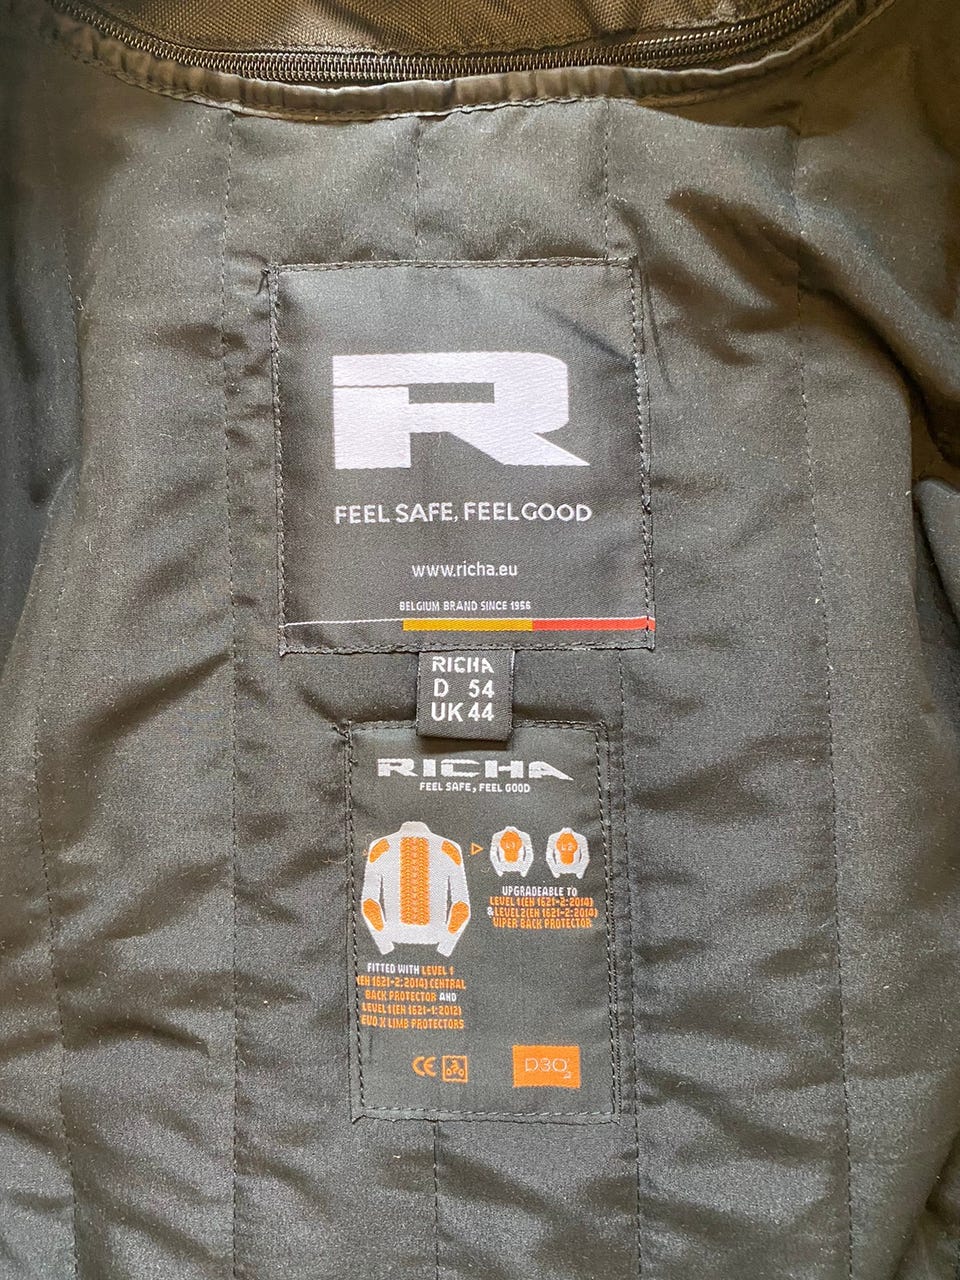 R
FEEL SAFE, FEEL GOOD
www.richa.eu
BELGIUM BRAND SINCE 1956
RICHA
D 54
UK 44
RICHA
FEEL SAFE, FEEL GOOD
L1 L2
UPGRADEABLE TO
LEVEL 1 (EN 1621-2:2014)
& LEVEL 2 (EN 1621-2:2014)
VIPER BACK PROTECTOR
FITTED WITH LEVEL 1
(EN 1621-2:2014) CENTRAL
BACK PROTECTOR AND
LEVEL 1 (EN 1621-1:2012)
EVO X LIMB PROTECTORS
CE
D3O